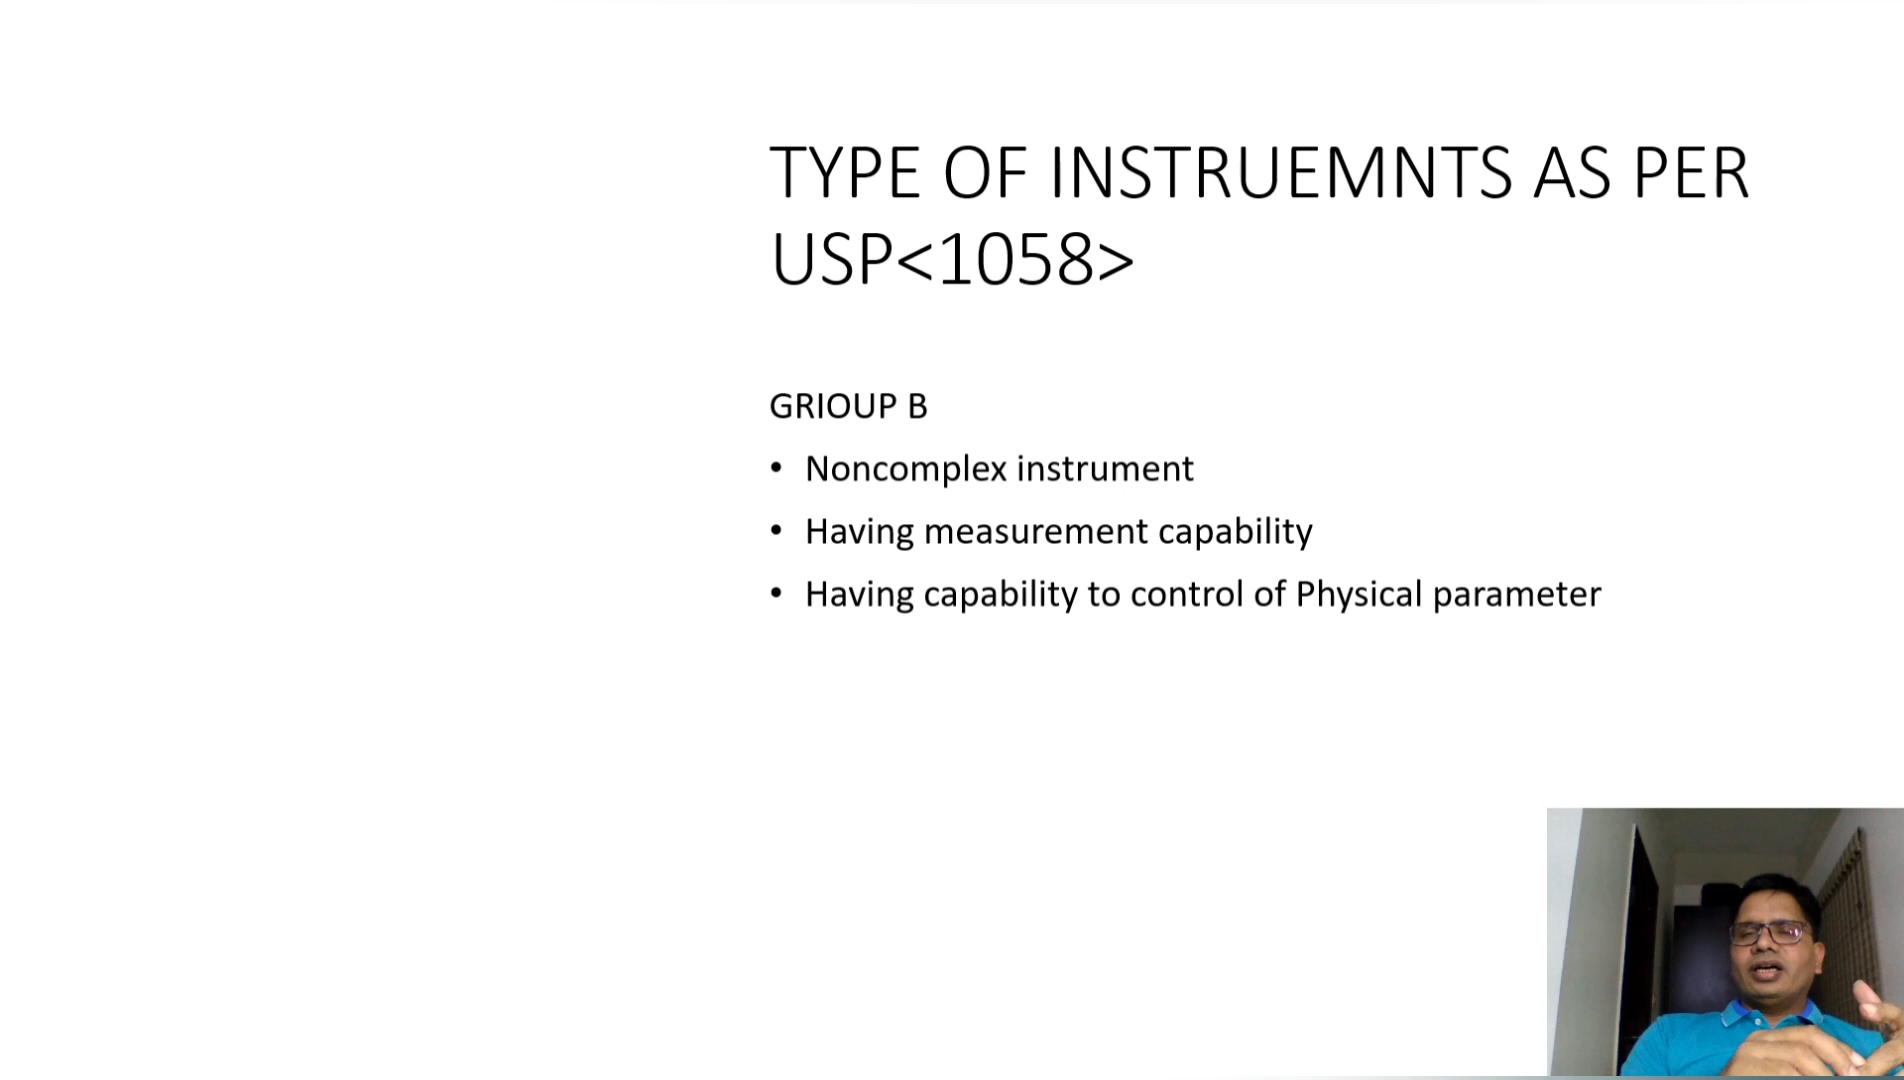 TYPE OF INSTRUEMNTS AS PER
USP<1058>
GRIOUP B
• Noncomplex instrument
• Having measurement capability
• Having capability to control of Physical parameter